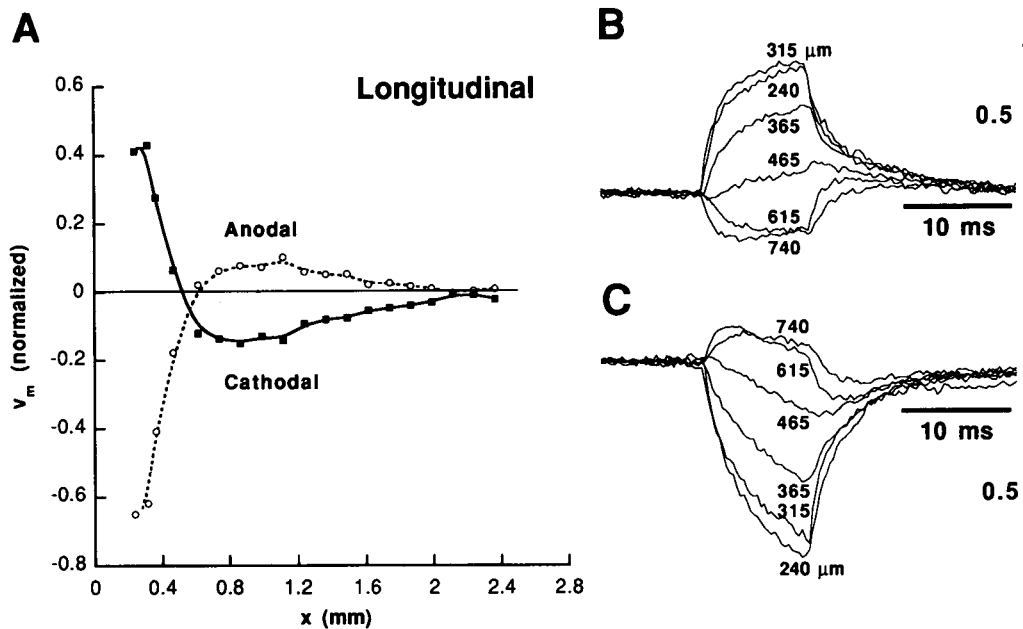 A
Longitudinal
0.6
0.4
0.2
0
-0.2
-0.4
-0.6
-0.8
v_m (normalized)
Anodal
Cathodal
0
0.4
0.8
1.2
1.6
2
2.4
2.8
x (mm)
B
315 μm
240
365
465
615
740
0.5
10 ms
C
740
615
465
365
315
240 μm
10 ms
0.5